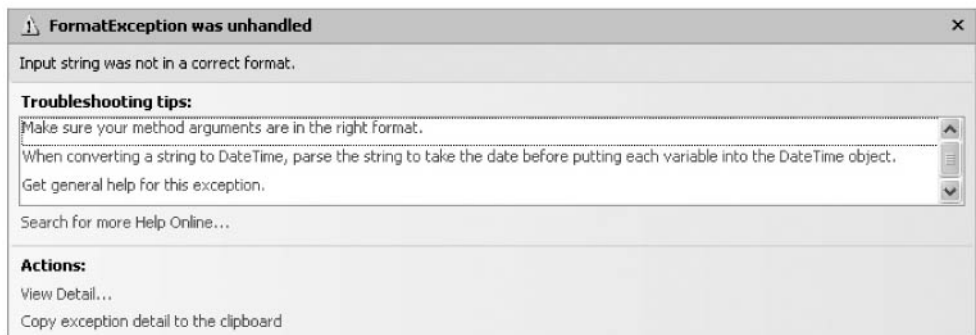 FormatException was unhandled
Input string was not in a correct format.
Troubleshooting tips:
Make sure your method arguments are in the right format.
When converting a string to DateTime, parse the string to take the date before putting each variable into the DateTime object.
Get general help for this exception.
Search for more Help Online...
Actions:
View Detail...
Copy exception detail to the clipboard